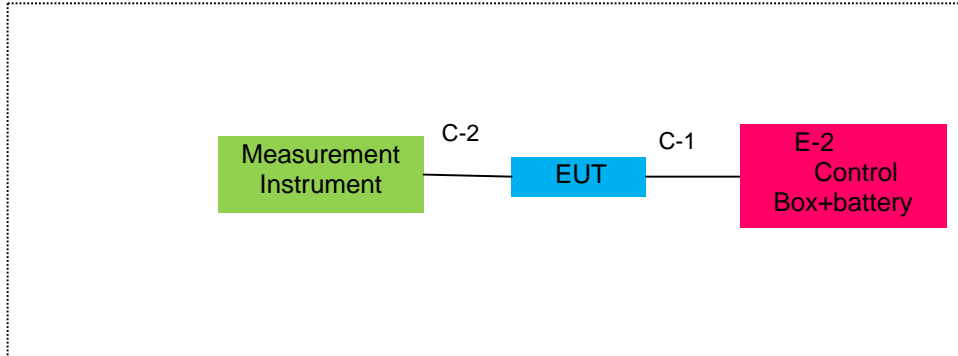 C-2
C-1
Measurement
Instrument
EUT
E-2
Control
Box+battery